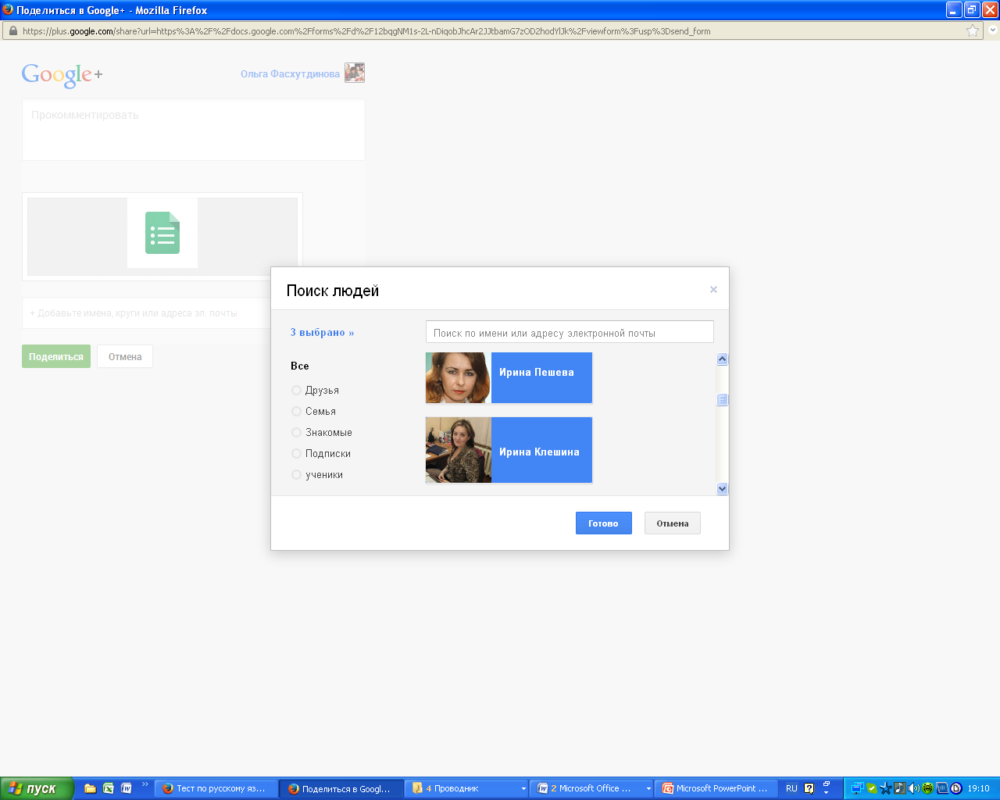 Поделиться в Google+ - Mozilla Firefox
https://plus.google.com/share?url=https%3A%2F%2Fdocs.google.com%2Fforms%2Fd%2F12bqgNM1s-2L-nDiqobJhcAr2JJtbamG7zOD2hodYlJk%2Fviewform%3Fusp%3Dsend_form
Google+
Ольга Фасхутдинова
Прокомментировать
+ Добавьте имена, круги или адреса эл. почты
Поделиться
Отмена
Поиск людей
3 выбрано »
Поиск по имени или адресу электронной почты
Все
Друзья
Семья
Знакомые
Подписки
ученики
Ирина Пешева
Ирина Клешина
Готово
Отмена
пуск
Тест по русскому яз...
Поделиться в Googl...
4 Проводник
2 Microsoft Office ...
Microsoft PowerPoint ...
RU
19:10